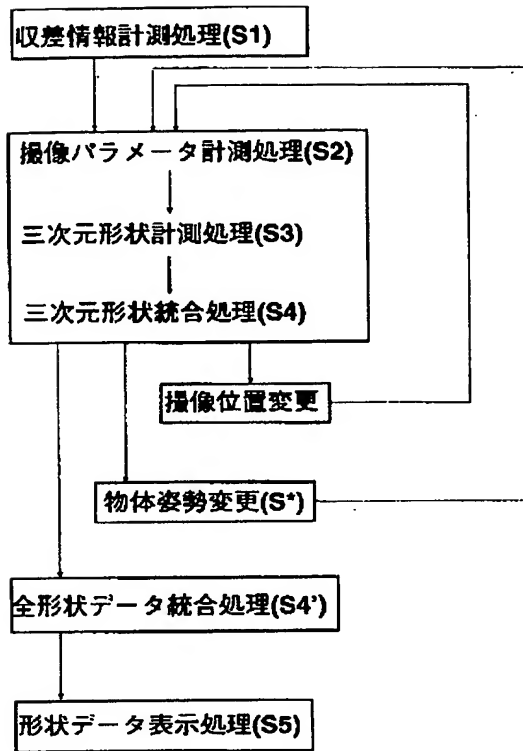 収差情報計測処理(S1)
撮像パラメータ計測処理(S2)
三次元形状計測処理(S3)
三次元形状統合処理(S4)
撮像位置変更
物体姿勢変更(S*)
全形状データ統合処理(S4')
形状データ表示処理(S5)